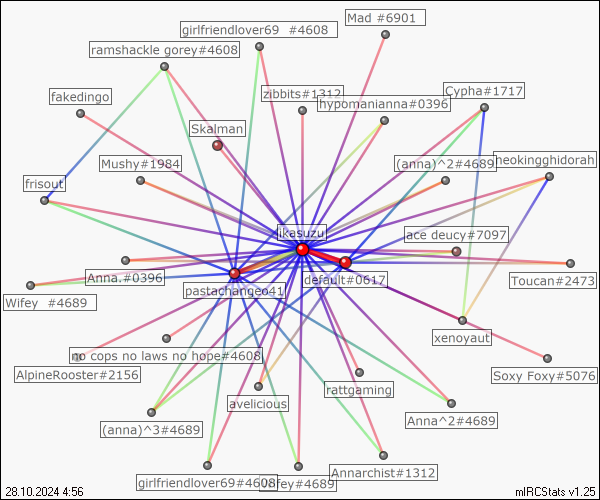 Mad #6901
girlfriendlover69 #4608
ramshackle gorey#4608
zibbits#1312
Cypha#1717
fakedingo
hypomanianna#0396
Skalman
Mushy#1984
(anna)^2#4689
heokingghidorah
frisout
ikasuzu
ace deucy#7097
Anna.#0396
default#0617
Toucan#2473
pastachangeo41
Wifey #4689
xenoyaut
no cops no laws no hope#4608
AlpineRooster#2156
Soxy Foxy#5076
rattgaming
avelicious
Anna^2#4689
(anna)^3#4689
Annarchist#1312
girlfriendlover69#4608
#4689
28.10.2024 4:56
mIRCStats v1.25